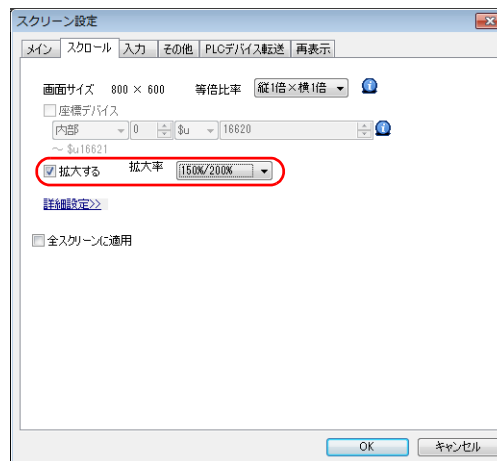 スクリーン設定
メイン スクロール 入力 その他 PLCデバイス転送 再表示
画面サイズ 800 × 600 等倍比率 縦1倍×横1倍
座標デバイス
内部 0 $u 16620
～ $u16621
拡大する 拡大率 150%/200%
詳細設定>>
全スクリーンに適用
OK キャンセル